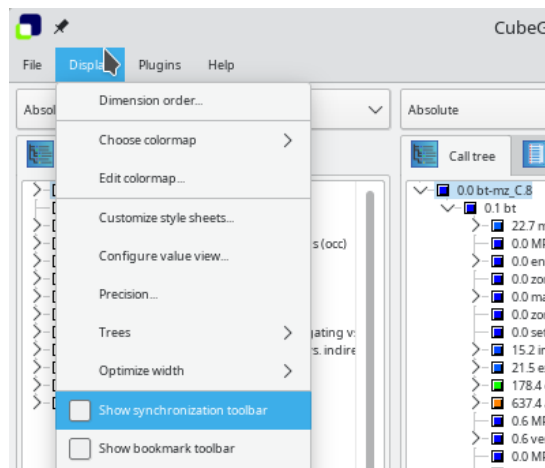 CubeG
File Display Plugins Help
Absol
Absolute
Dimension order...
Choose colormap
Edit colormap...
Customize style sheets...
Configure value view...
Precision...
Trees
Optimize width
Show synchronization toolbar
Show bookmark toolbar
s (occ)
gating v
s. indire
Call tree
0.0 bt-mz_C.8
0.1 bt
22.7 m
0.0 MP
0.0 en
0.0 zo
0.0 ma
0.0 zo
0.0 se
15.2 in
21.5 e
178.4
637.4
0.6 MP
0.6 ve
0.0 MP